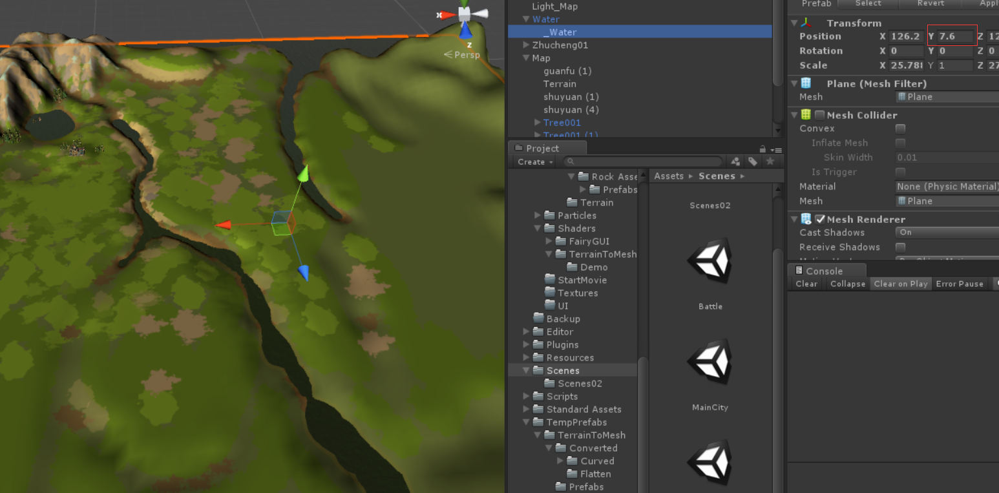 x
z
Persp
Light_Map
Water
_Water
Zhucheng01
Map
guanfu (1)
Terrain
shuyuan (1)
shuyuan (4)
Tree001
Tree001 (1)
Project
Create
Rock Asse
Prefabs
Terrain
Particles
Shaders
FairyGUI
TerrainToMesh
Demo
StartMovie
Textures
UI
Backup
Editor
Plugins
Resources
Scenes
Scenes02
Scripts
Standard Assets
TempPrefabs
TerrainToMesh
Converted
Curved
Flatten
Prefabs
Assets ▸ Scenes ▸
Scenes02
Battle
MainCity
Prefab Select Revert Appl
Transform
Position X 126.2 Y 7.6 Z 12
Rotation X 0 Y 0 Z 0
Scale X 25.78 Y 1 Z 27
Plane (Mesh Filter)
Mesh Plane
Mesh Collider
Convex
Inflate Mesh
Skin Width 0.01
Is Trigger
Material None (Physic Material)
Mesh Plane
Mesh Renderer
Cast Shadows On
Receive Shadows
Console
Clear Collapse Clear on Play Error Pause